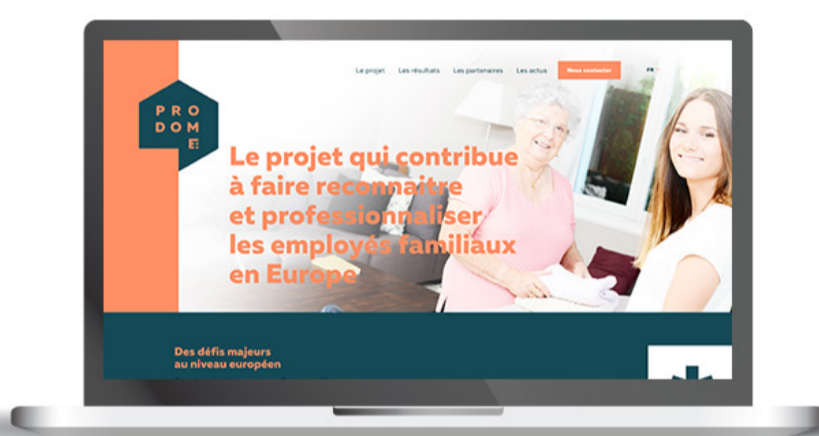 Le projet Les résultats Les partenaires Les actus Nous contacter FR
PRO
DOM
E
Le projet qui contribue
à faire reconnaitre
et professionnaliser
les employés familiaux
en Europe
Des défis majeurs
au niveau européen